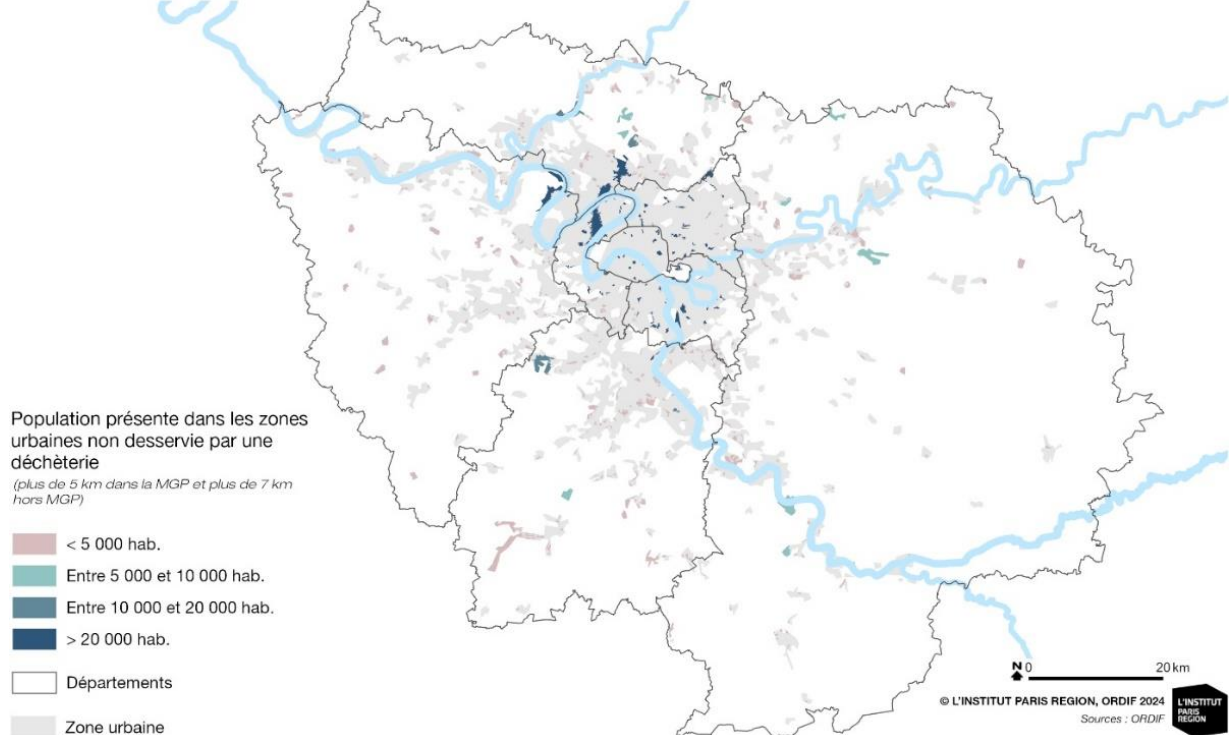 Population présente dans les zones
urbaines non desservie par une
déchèterie
(plus de 5 km dans la MGP et plus de 7 km
hors MGP)
< 5 000 hab.
Entre 5 000 et 10 000 hab.
Entre 10 000 et 20 000 hab.
> 20 000 hab.
Départements
Zone urbaine
N 0 20 km
© L'INSTITUT PARIS REGION, ORDIF 2024
Sources : ORDIF
L'INSTITUT
PARIS
REGION